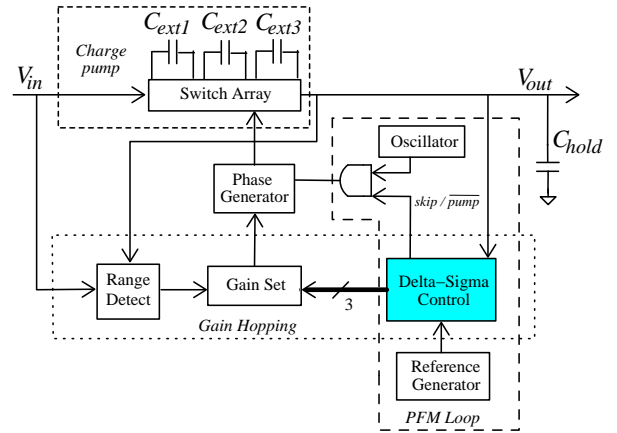 C_ext1 C_ext2 C_ext3
Charge
pump
V_in
V_out
Switch Array
Oscillator
C_hold
Phase
Generator
skip / p̅u̅m̅p̅
Range
Detect
Gain Set
Delta–Sigma
Control
3
Gain Hopping
Reference
Generator
PFM Loop